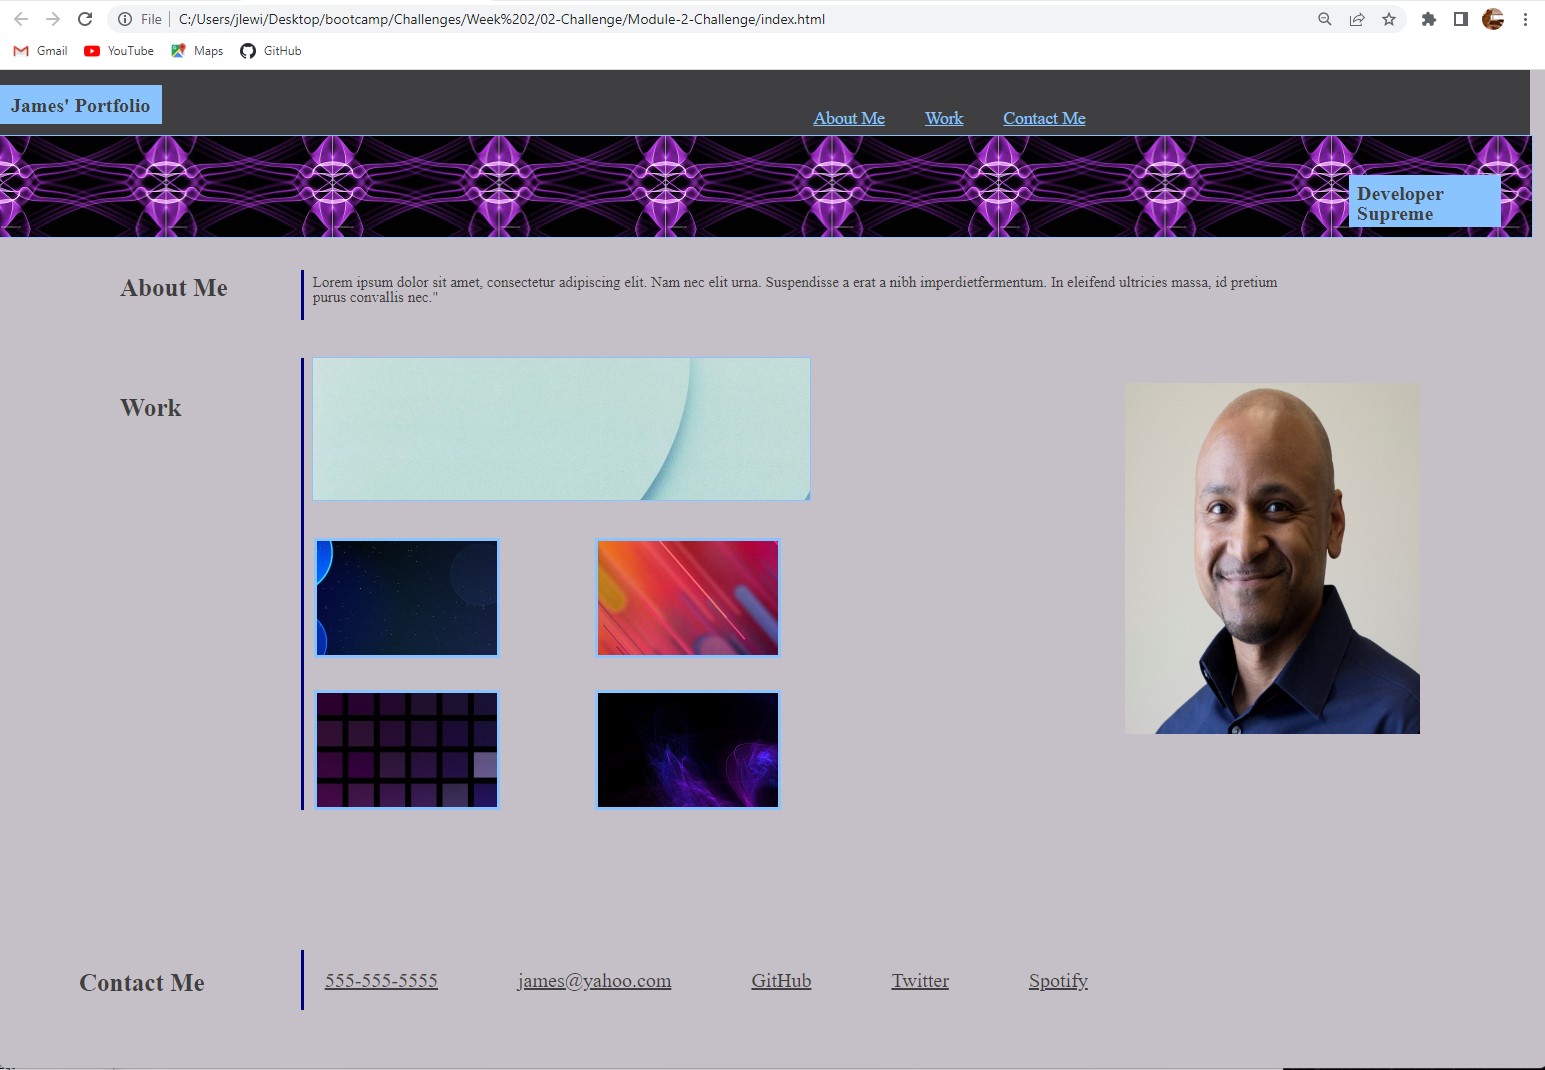 File
C:/Users/jlewi/Desktop/bootcamp/Challenges/Week%202/02-Challenge/Module-2-Challenge/index.html
Gmail YouTube Maps GitHub
James' Portfolio
About Me Work Contact Me
Developer
Supreme
About Me
Lorem ipsum dolor sit amet, consectetur adipiscing elit. Nam nec elit urna. Suspendisse a erat a nibh imperdietfermentum. In eleifend ultricies massa, id pretium
purus convallis nec."
Work
Contact Me
555-555-5555 james@yahoo.com GitHub Twitter Spotify